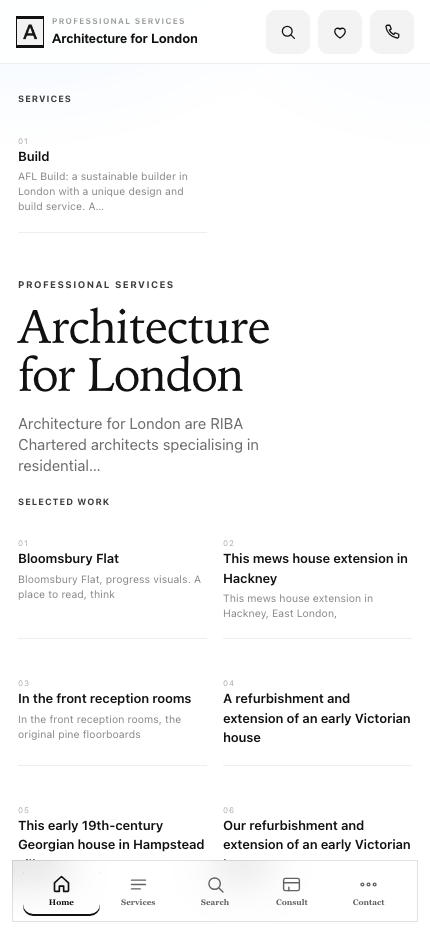 A
PROFESSIONAL SERVICES
Architecture for London
SERVICES
01
Build
AFL Build: a sustainable builder in
London with a unique design and
build service. A...
PROFESSIONAL SERVICES
Architecture
for London
Architecture for London are RIBA
Chartered architects specialising in
residential...
SELECTED WORK
01
Bloomsbury Flat
Bloomsbury Flat, progress visuals. A
place to read, think
02
This mews house extension in
Hackney
This mews house extension in
Hackney, East London,
03
In the front reception rooms
In the front reception rooms, the
original pine floorboards
04
A refurbishment and
extension of an early Victorian
house
05
This early 19th-century
Georgian house in Hampstead
06
Our refurbishment and
extension of an early Victorian
Home
Services
Search
Consult
Contact